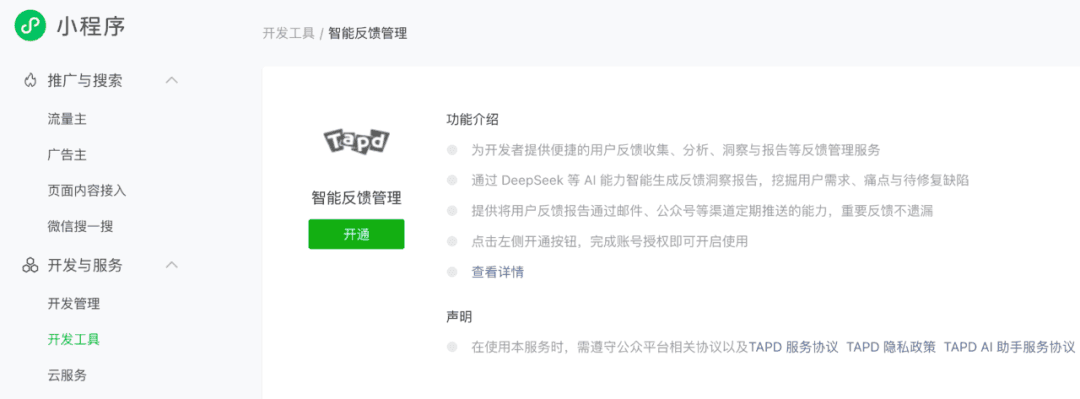 小程序
开发工具 / 智能反馈管理
推广与搜索
流量主
广告主
页面内容接入
微信搜一搜
开发与服务
开发管理
开发工具
云服务
Tapd
智能反馈管理
开通
功能介绍
为开发者提供便捷的用户反馈收集、分析、洞察与报告等反馈管理服务
通过 DeepSeek 等 AI 能力智能生成反馈洞察报告，挖掘用户需求、痛点与待修复缺陷
提供将用户反馈报告通过邮件、公众号等渠道定期推送的能力，重要反馈不遗漏
点击左侧开通按钮，完成账号授权即可开启使用
查看详情
声明
在使用本服务时，需遵守公众平台相关协议以及TAPD 服务协议 TAPD 隐私政策 TAPD AI 助手服务协议